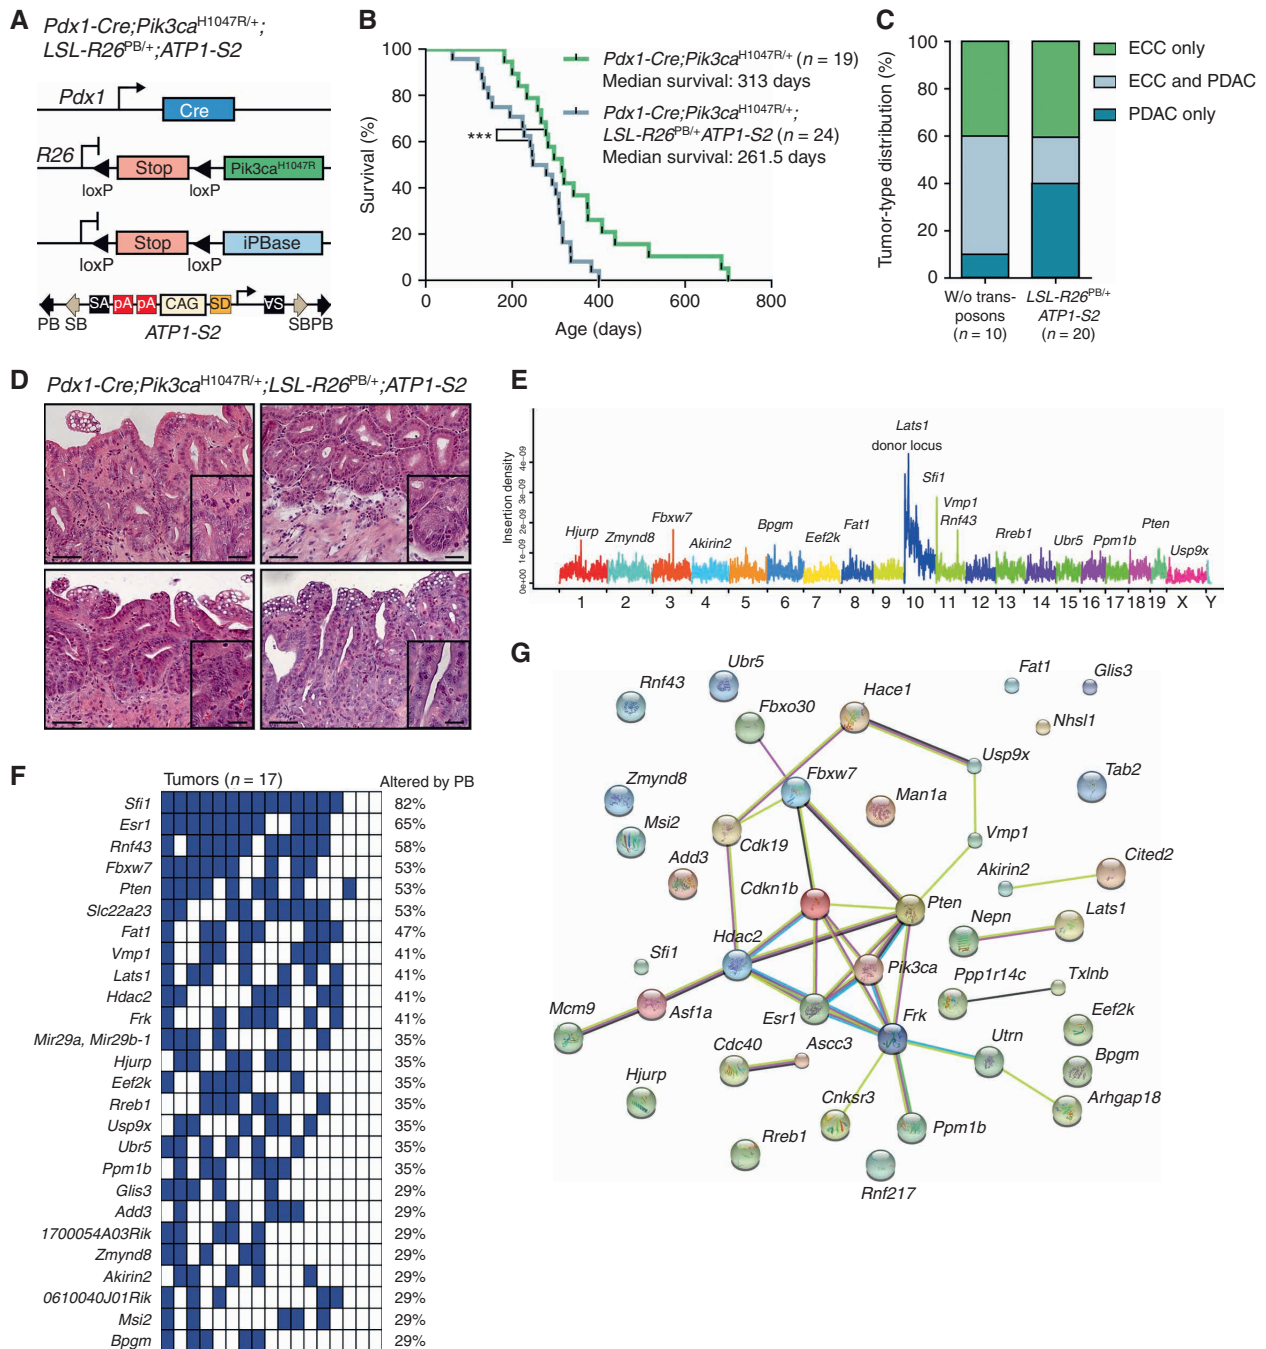 A
Pdx1-Cre;Pik3caH1047R/+;
LSL-R26PB/+;ATP1-S2
Pdx1
Cre
R26
Stop
Pik3caH1047R
loxP
loxP
Stop
iPBase
loxP
loxP
SA
pA
pA
CAG
SD
SA
PB SB
ATP1-S2
SB PB
B
Survival (%)
100
80
60
40
20
0
0
200
400
600
800
Age (days)
***
Pdx1-Cre;Pik3caH1047R/+ (n = 19)
Median survival: 313 days
Pdx1-Cre;Pik3caH1047R/+;
LSL-R26PB/+ATP1-S2 (n = 24)
Median survival: 261.5 days
C
Tumor-type distribution (%)
100
80
60
40
20
0
ECC only
ECC and PDAC
PDAC only
W/o trans-
posons
(n = 10)
LSL-R26PB/+
ATP1-S2
(n = 20)
D
Pdx1-Cre;Pik3caH1047R/+;LSL-R26PB/+;ATP1-S2
E
Insertion density
0e+00
1e-09
2e-09
3e-09
4e-09
Hjurp
Zmynd8
Fbxw7
Akirin2
Bpgm
Eef2k
Fat1
Lats1
donor locus
Sfi1
Vmp1
Rnf43
Rreb1
Ubr5
Ppm1b
Pten
Usp9x
1 2 3 4 5 6 7 8 9 10 11 12 13 14 15 16 17 18 19 X Y
F
Tumors (n = 17)
Altered by PB
Sfi1 82%
Esr1 65%
Rnf43 58%
Fbxw7 53%
Pten 53%
Slc22a23 53%
Fat1 47%
Vmp1 41%
Lats1 41%
Hdac2 41%
Frk 41%
Mir29a, Mir29b-1 35%
Hjurp 35%
Eef2k 35%
Rreb1 35%
Usp9x 35%
Ubr5 35%
Ppm1b 35%
Glis3 29%
Add3 29%
1700054A03Rik 29%
Zmynd8 29%
Akirin2 29%
0610040J01Rik 29%
Msi2 29%
Bpgm 29%
G
Ubr5
Rnf43
Fbxo30
Hace1
Fat1
Glis3
Nhsl1
Usp9x
Tab2
Zmynd8
Fbxw7
Man1a
Msi2
Cdk19
Vmp1
Add3
Akirin2
Cited2
Cdkn1b
Pten
Nepn
Lats1
Hdac2
Sfi1
Pik3ca
Ppp1r14c
Txlnb
Mcm9
Asf1a
Esr1
Frk
Eef2k
Utrn
Cdc40
Ascc3
Bpgm
Hjurp
Cnksr3
Arhgap18
Ppm1b
Rreb1
Rnf217